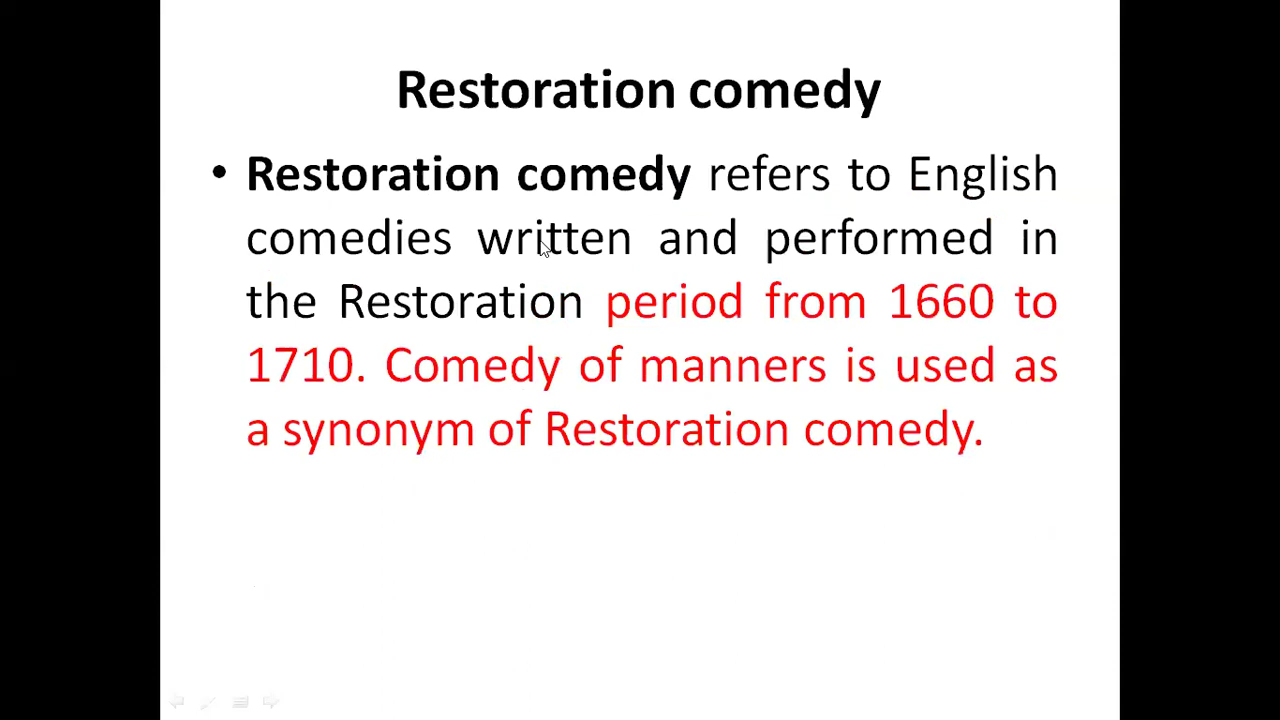 Restoration comedy
• Restoration comedy refers to English
comedies written and performed in
the Restoration period from 1660 to
1710. Comedy of manners is used as
a synonym of Restoration comedy.